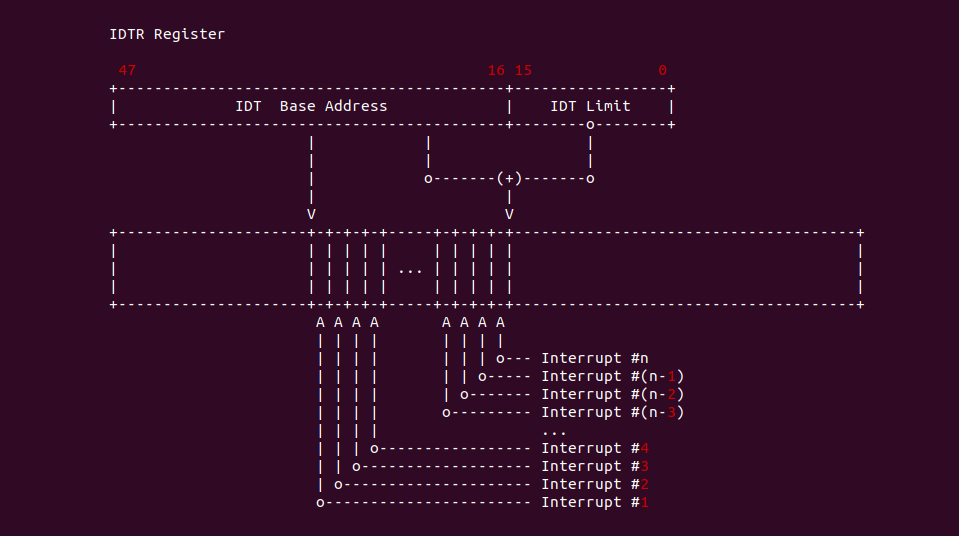 IDTR Register
47 16 15 0
+-------------------------------------------+-----------------+
| IDT  Base Address | IDT Limit |
+-------------------------------------------+--------o--------+
| | |
| | |
| o-------(+)-------o
| |
V V
+---------------------+-+-+-+-+-----+-+-+-+-+--------------------------------------+
| | | | | | | | | | | |
| | | | | | ... | | | | | |
| | | | | | | | | | | |
+---------------------+-+-+-+-+-----+-+-+-+-+--------------------------------------+
A A A A A A A A
| | | | | | | |
| | | | | | | o--- Interrupt #n
| | | | | | o----- Interrupt #(n-1)
| | | | | o------- Interrupt #(n-2)
| | | | o--------- Interrupt #(n-3)
| | | | ...
| | | o----------------- Interrupt #4
| | o------------------- Interrupt #3
| o--------------------- Interrupt #2
o----------------------- Interrupt #1